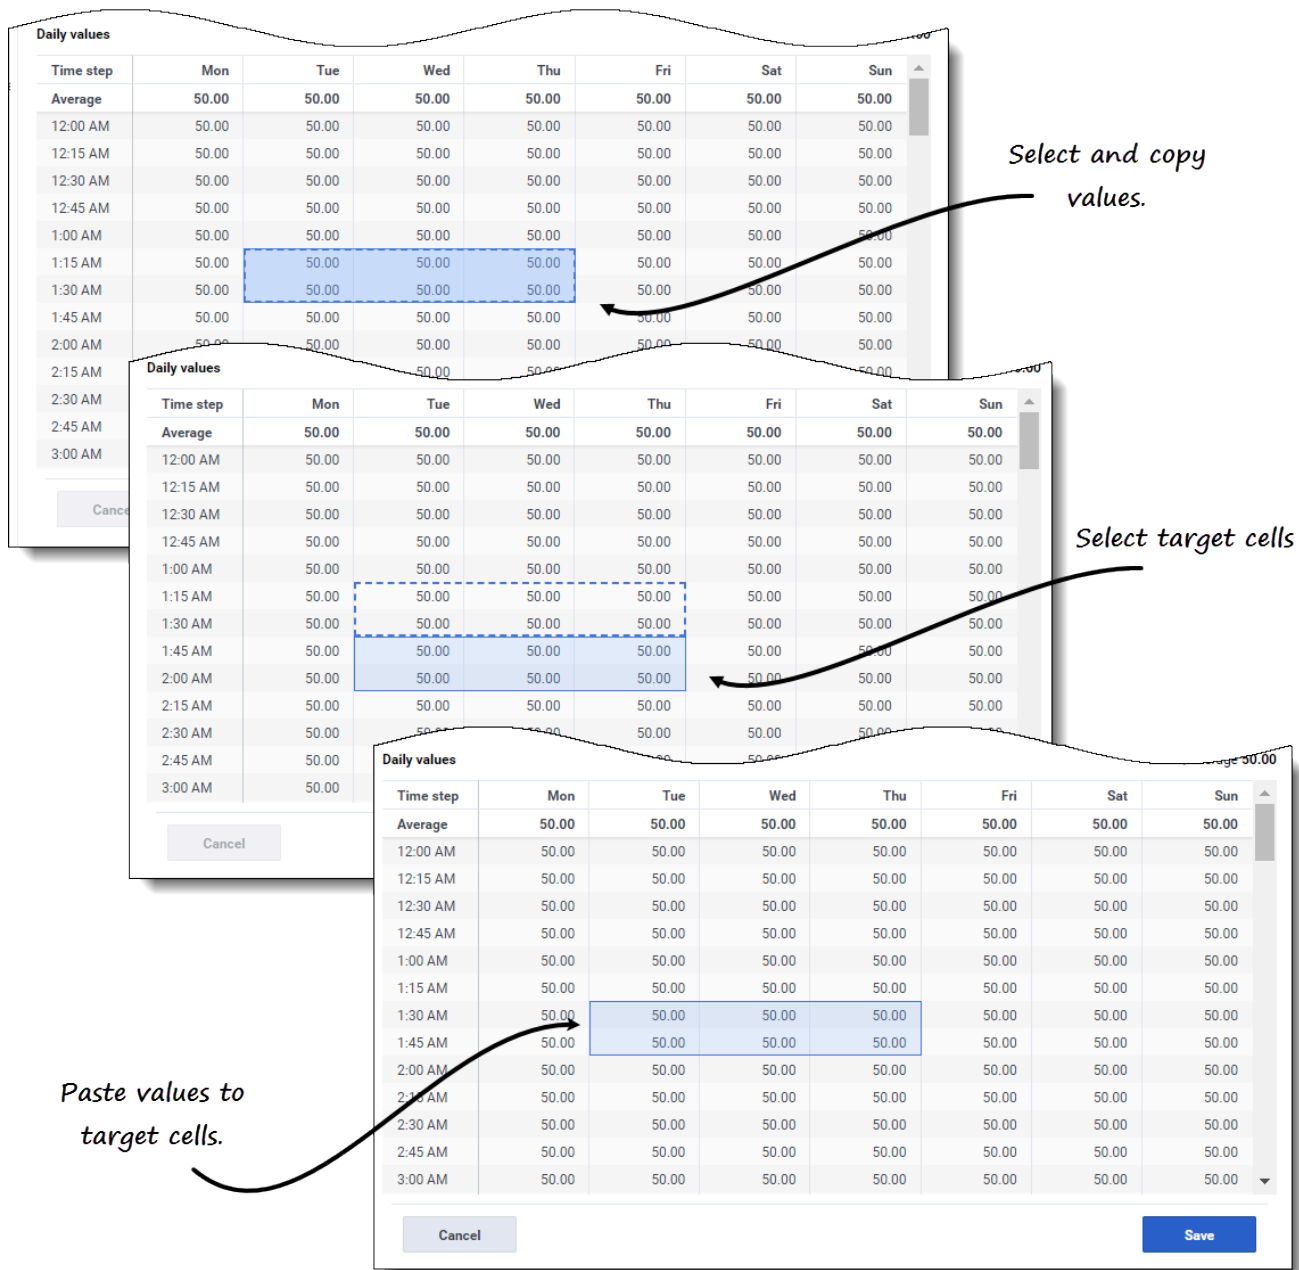 Daily values
Time step Mon Tue Wed Thu Fri Sat Sun
Average 50.00 50.00 50.00 50.00 50.00 50.00 50.00
12:00 AM 50.00 50.00 50.00 50.00 50.00 50.00 50.00
12:15 AM 50.00 50.00 50.00 50.00 50.00 50.00 50.00
12:30 AM 50.00 50.00 50.00 50.00 50.00 50.00 50.00
12:45 AM 50.00 50.00 50.00 50.00 50.00 50.00 50.00
1:00 AM 50.00 50.00 50.00 50.00 50.00 50.00 50.00
1:15 AM 50.00 50.00 50.00 50.00 50.00 50.00 50.00
1:30 AM 50.00 50.00 50.00 50.00 50.00 50.00 50.00
1:45 AM 50.00 50.00 50.00 50.00 50.00 50.00 50.00
2:00 AM 50.00 50.00 50.00 50.00 50.00 50.00
2:15 AM 50.00
2:30 AM
2:45 AM
3:00 AM
Select and copy
values.
Daily values
Time step Mon Tue Wed Thu Fri Sat Sun
Average 50.00 50.00 50.00 50.00 50.00 50.00 50.00
12:00 AM 50.00 50.00 50.00 50.00 50.00 50.00 50.00
12:15 AM 50.00 50.00 50.00 50.00 50.00 50.00 50.00
12:30 AM 50.00 50.00 50.00 50.00 50.00 50.00 50.00
12:45 AM 50.00 50.00 50.00 50.00 50.00 50.00 50.00
1:00 AM 50.00 50.00 50.00 50.00 50.00 50.00 50.00
1:15 AM 50.00 50.00 50.00 50.00 50.00 50.00 50.00
1:30 AM 50.00 50.00 50.00 50.00 50.00 50.00 50.00
1:45 AM 50.00 50.00 50.00 50.00 50.00 50.00 50.00
2:00 AM 50.00 50.00 50.00 50.00 50.00 50.00 50.00
2:15 AM 50.00 50.00 50.00 50.00 50.00 50.00 50.00
2:30 AM 50.00 50.00 50.00 50.00
2:45 AM 50.00
3:00 AM 50.00
Cancel
Select target cells
Daily values 50.00
Time step Mon Tue Wed Thu Fri Sat Sun
Average 50.00 50.00 50.00 50.00 50.00 50.00 50.00
12:00 AM 50.00 50.00 50.00 50.00 50.00 50.00 50.00
12:15 AM 50.00 50.00 50.00 50.00 50.00 50.00 50.00
12:30 AM 50.00 50.00 50.00 50.00 50.00 50.00 50.00
12:45 AM 50.00 50.00 50.00 50.00 50.00 50.00 50.00
1:00 AM 50.00 50.00 50.00 50.00 50.00 50.00 50.00
1:15 AM 50.00 50.00 50.00 50.00 50.00 50.00 50.00
1:30 AM 50.00 50.00 50.00 50.00 50.00 50.00 50.00
1:45 AM 50.00 50.00 50.00 50.00 50.00 50.00 50.00
2:00 AM 50.00 50.00 50.00 50.00 50.00 50.00 50.00
2:15 AM 50.00 50.00 50.00 50.00 50.00 50.00 50.00
2:30 AM 50.00 50.00 50.00 50.00 50.00 50.00 50.00
2:45 AM 50.00 50.00 50.00 50.00 50.00 50.00 50.00
3:00 AM 50.00 50.00 50.00 50.00 50.00 50.00 50.00
Cancel Save
Paste values to
target cells.